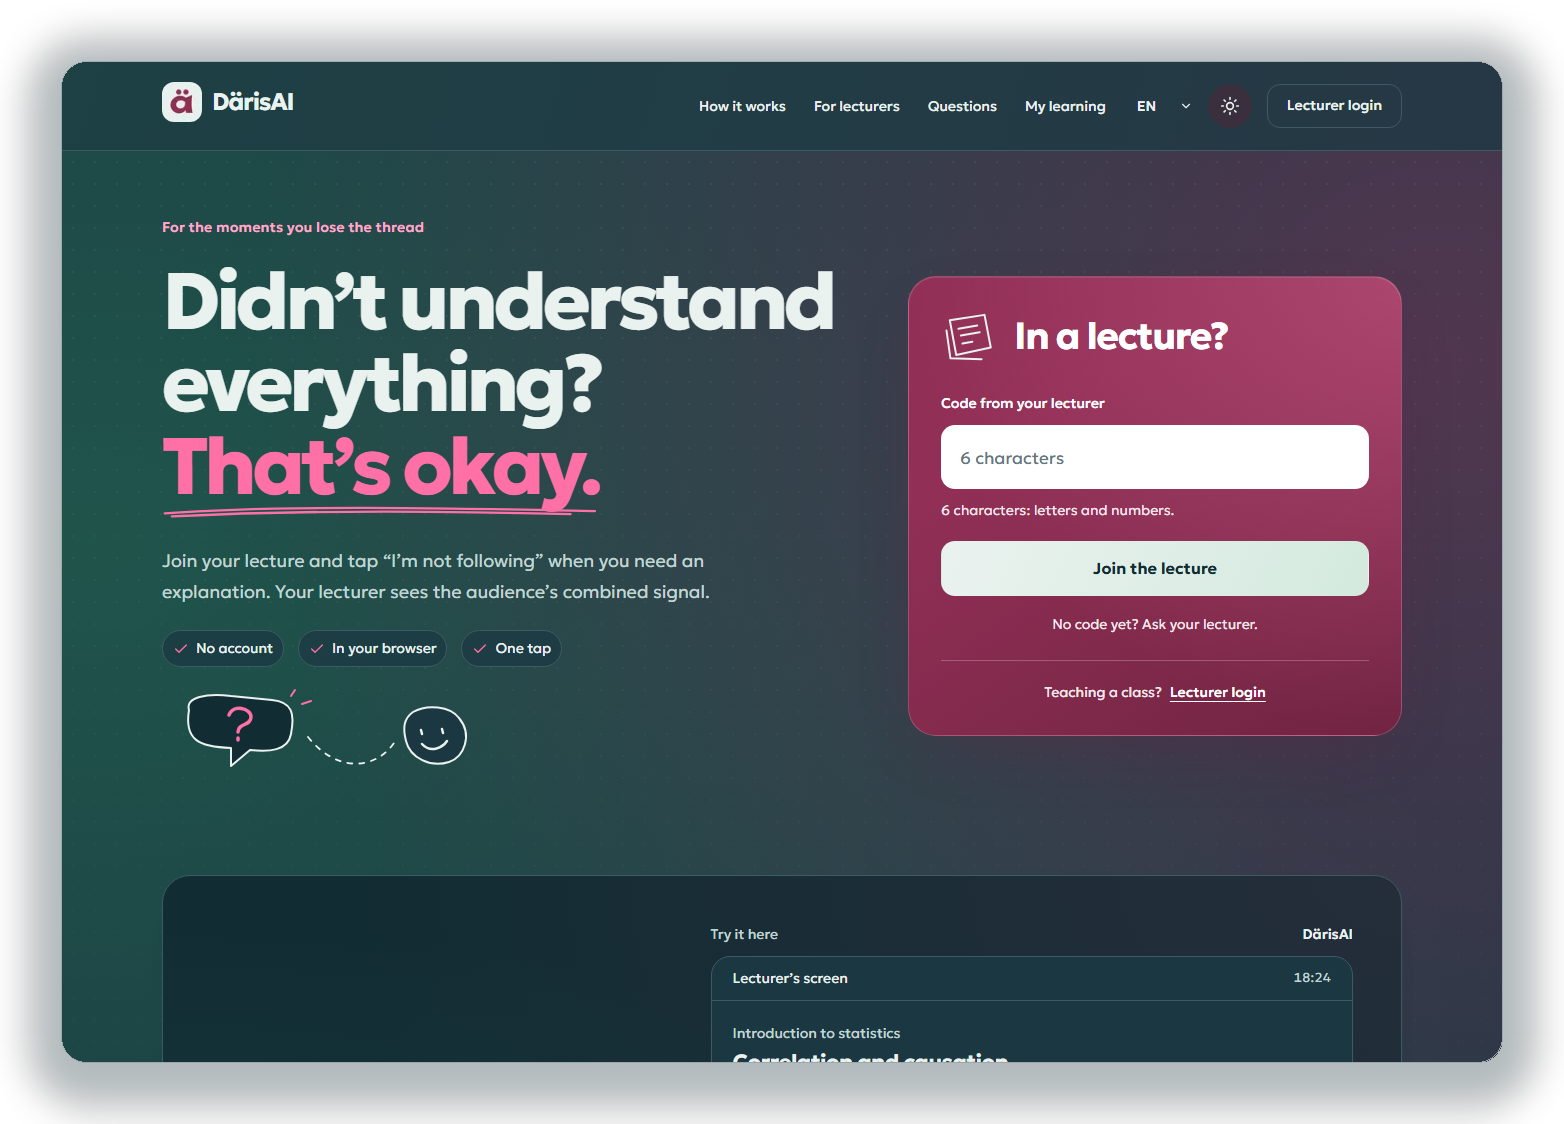 ä DärisAI
How it works
For lecturers
Questions
My learning
EN
Lecturer login
For the moments you lose the thread
Didn’t understand
everything?
That’s okay.
Join your lecture and tap “I’m not following” when you need an
explanation. Your lecturer sees the audience’s combined signal.
No account
In your browser
One tap
?
In a lecture?
Code from your lecturer
6 characters
6 characters: letters and numbers.
Join the lecture
No code yet? Ask your lecturer.
Teaching a class? Lecturer login
Try it here
DärisAI
Lecturer’s screen
18:24
Introduction to statistics
Correlation and causation